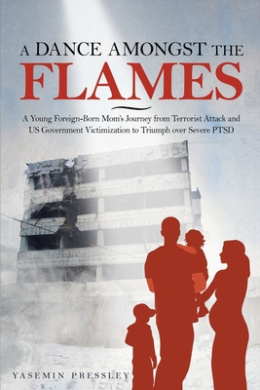 A DANCE AMONGST THE
FLAMES
A Young Foreign-Born Mom's Journey from Terrorist Attack and
US Government Victimization to Triumph over Severe PTSD
YASEMIN PRESSLEY